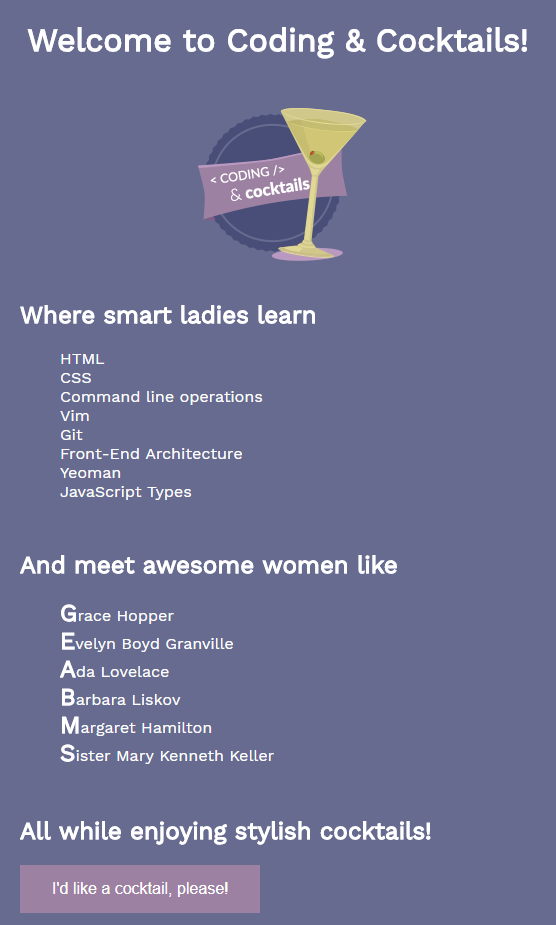 Welcome to Coding & Cocktails!
< CODING />
& cocktails
Where smart ladies learn
HTML
CSS
Command line operations
Vim
Git
Front-End Architecture
Yeoman
JavaScript Types
And meet awesome women like
Grace Hopper
Evelyn Boyd Granville
Ada Lovelace
Barbara Liskov
Margaret Hamilton
Sister Mary Kenneth Keller
All while enjoying stylish cocktails!
I'd like a cocktail, please!